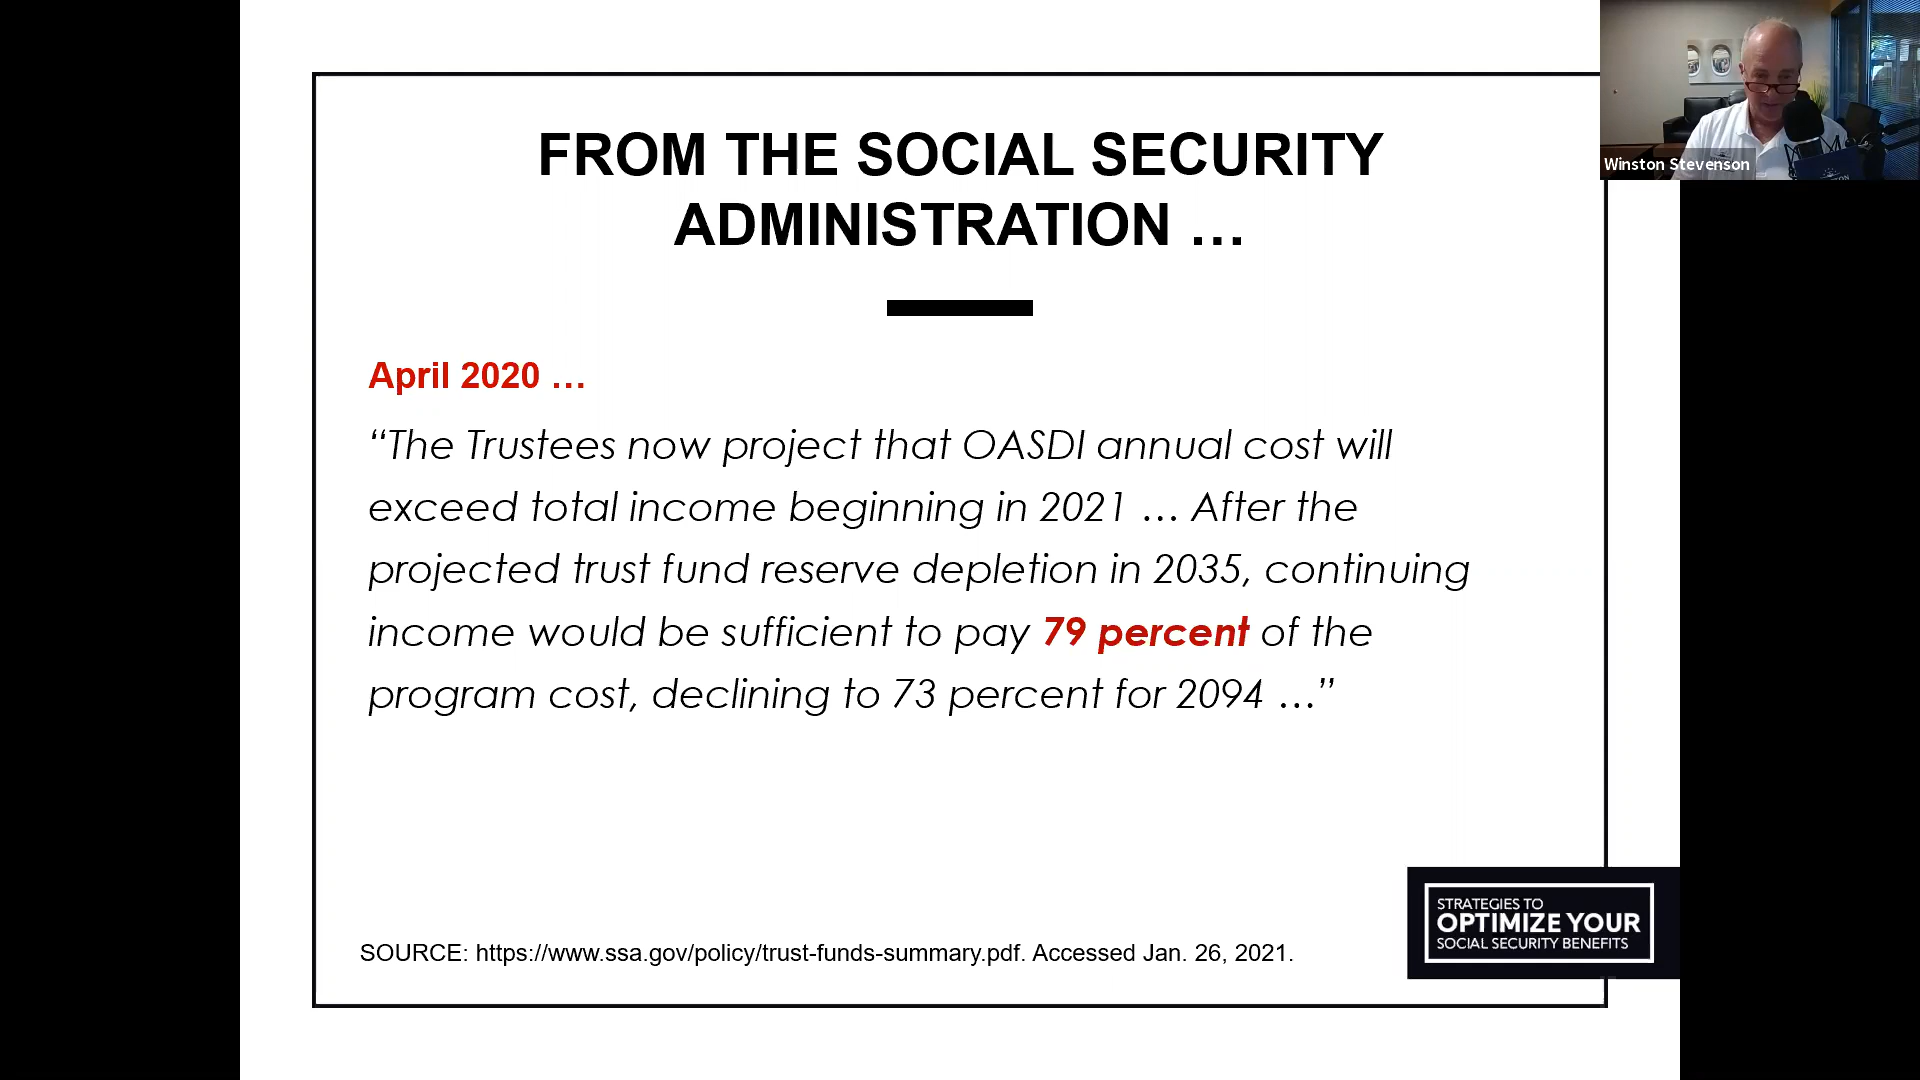 FROM THE SOCIAL SECURITY
ADMINISTRATION …
April 2020 …
“The Trustees now project that OASDI annual cost will
exceed total income beginning in 2021 … After the
projected trust fund reserve depletion in 2035, continuing
income would be sufficient to pay 79 percent of the
program cost, declining to 73 percent for 2094 …”
SOURCE: https://www.ssa.gov/policy/trust-funds-summary.pdf. Accessed Jan. 26, 2021.
STRATEGIES TO
OPTIMIZE YOUR
SOCIAL SECURITY BENEFITS
Winston Stevenson